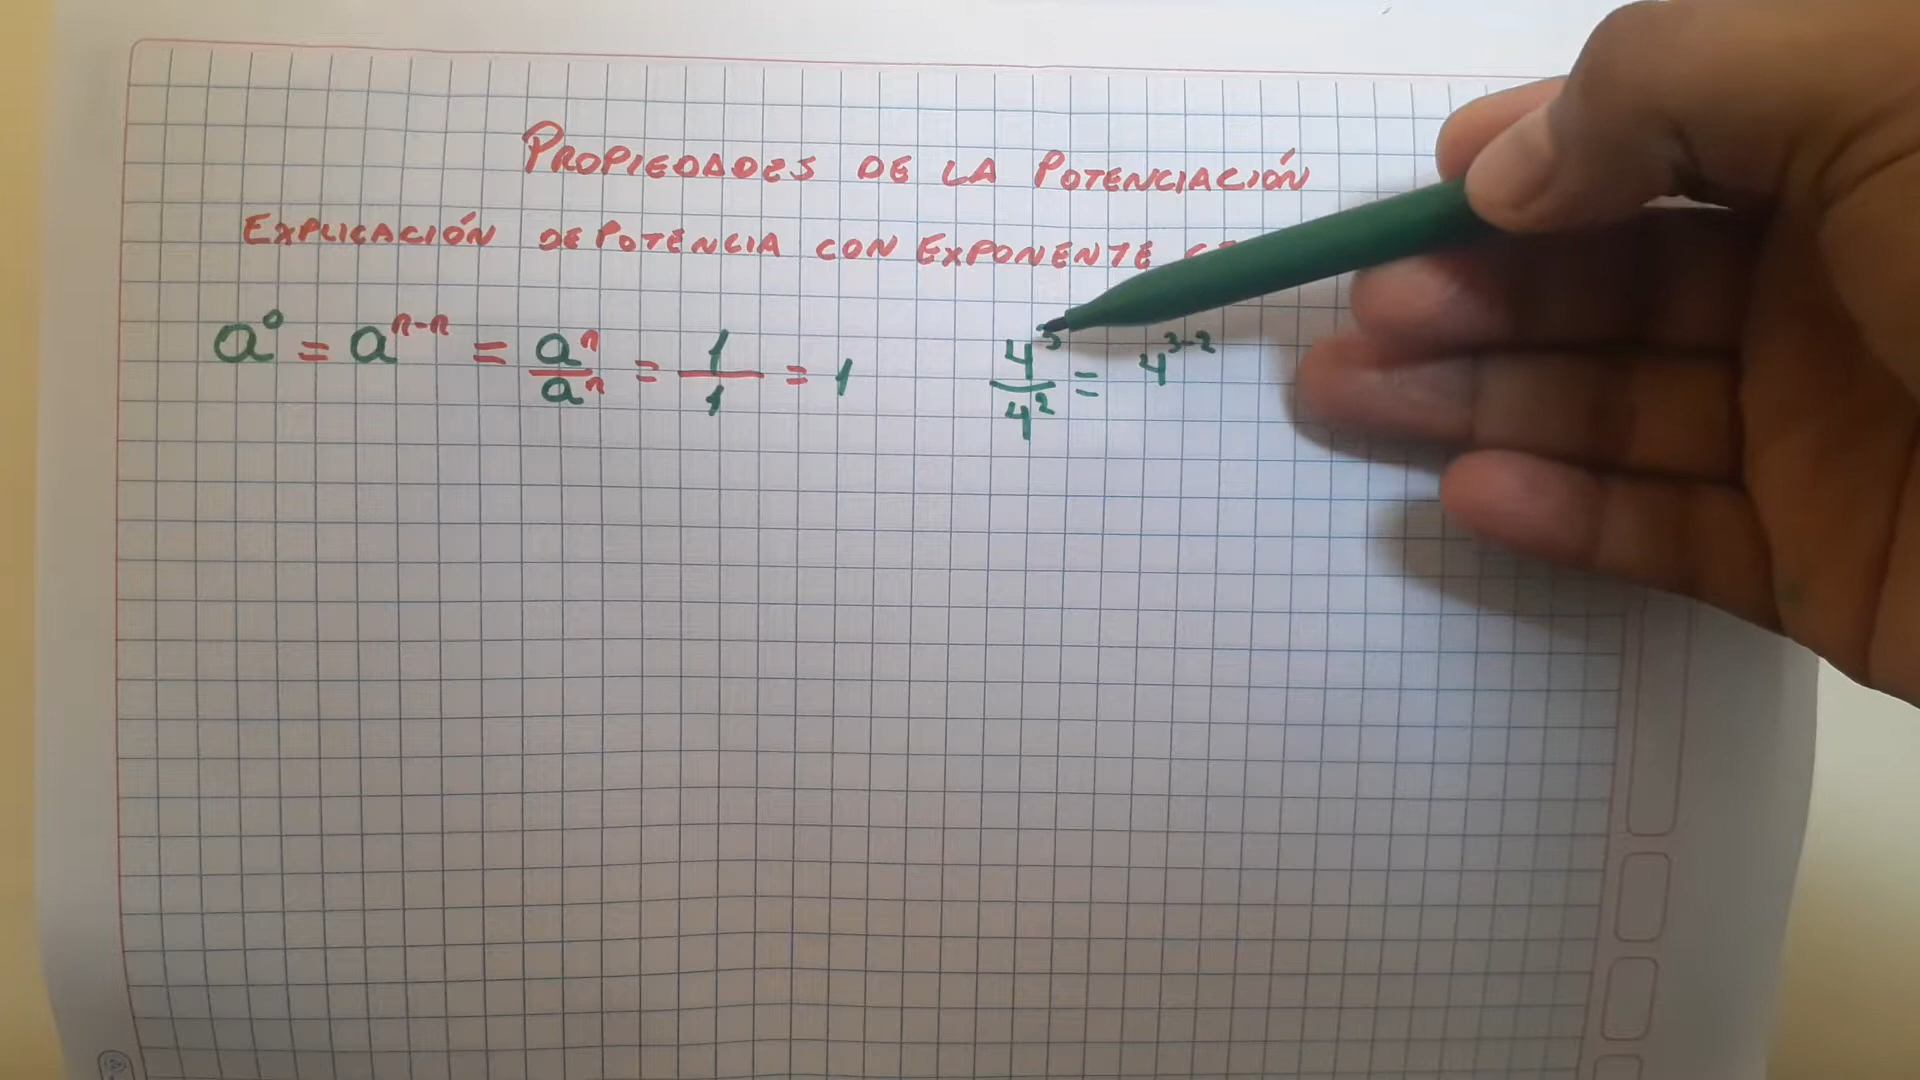 PROPIEDADES DE LA POTENCIACIÓN
EXPLICACIÓN DE POTENCIA CON EXPONENTE
a⁰ = aⁿ⁻ⁿ = aⁿ/aⁿ = 1/1 = 1 4³/4² = 4³⁻²